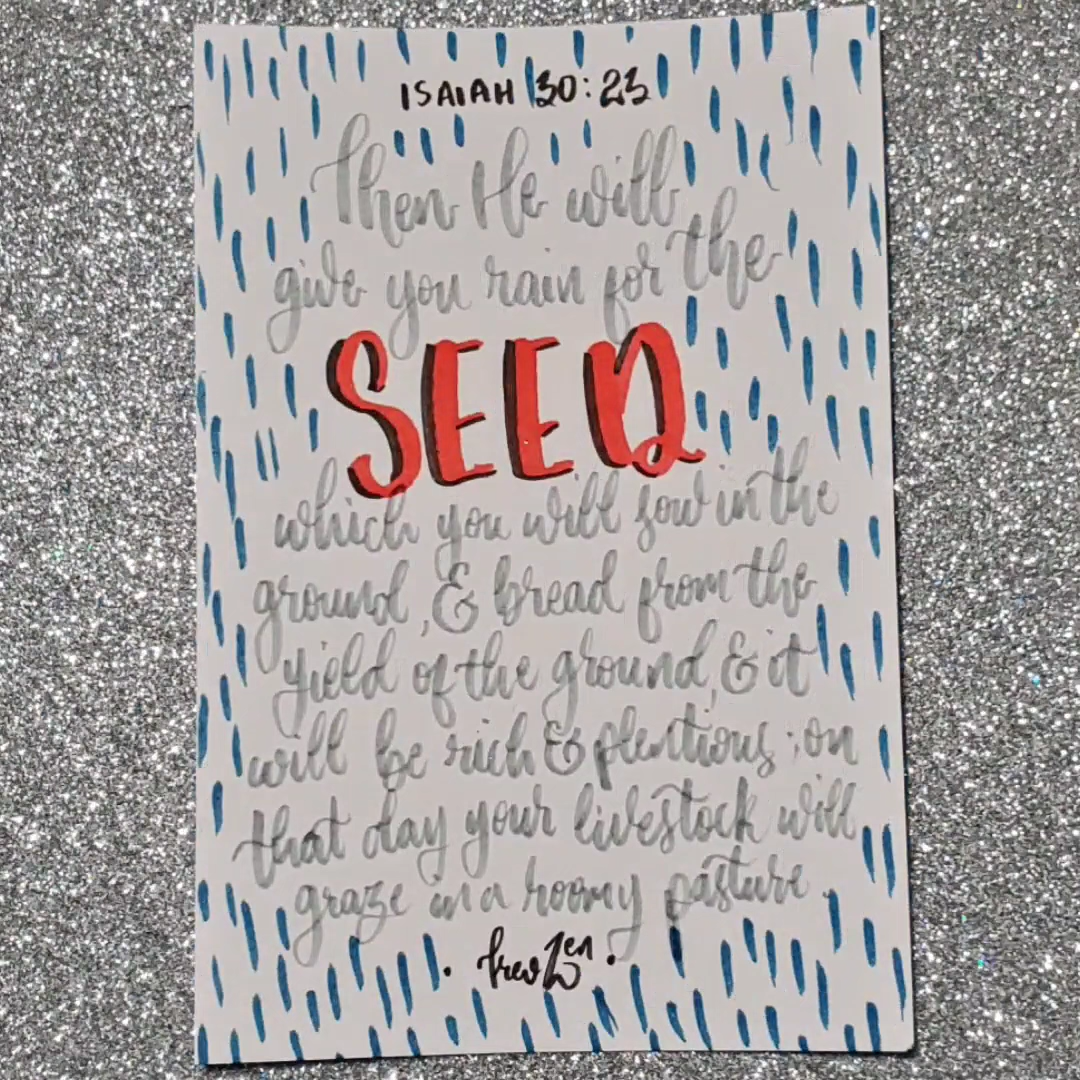 ISAIAH 30:23
Then He will
give you rain for the
SEED
which you will sow in the
ground, & bread from the
yield of the ground, & it
will be rich & plentious; on
that day your livestock will
graze in a roomy pasture.